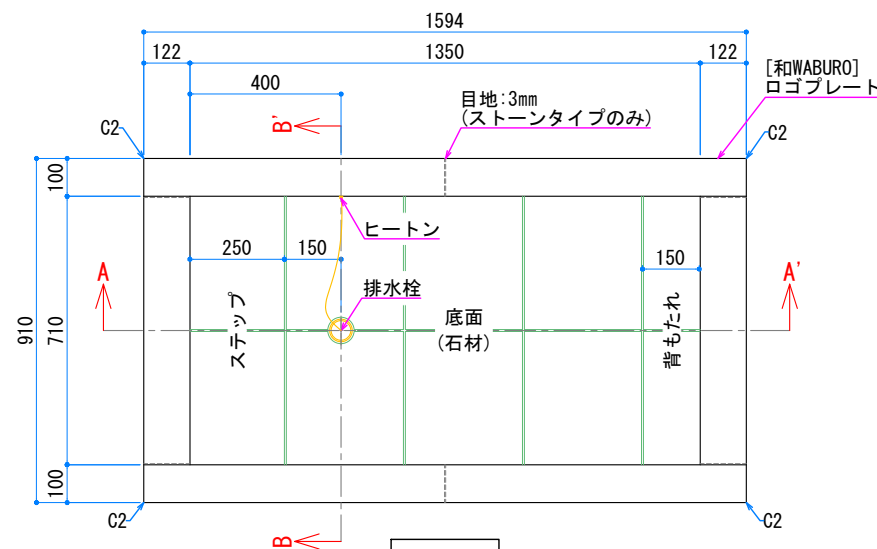 1594
122
1350
122
[和WABURO]
ロゴプレート
400
目地:3mm
(ストーンタイプのみ)
B'
C2
C2
100
ヒートン
250
150
150
A
A'
排水栓
910
710
ステップ
底面
(石材)
背もたれ
100
C2
C2
B